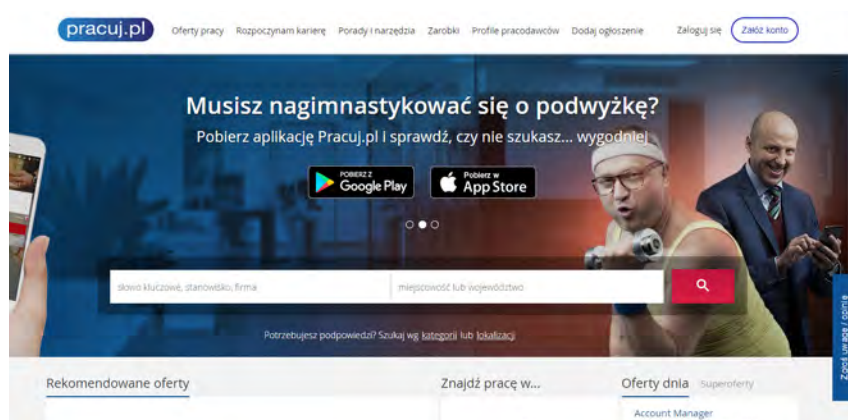 pracuj.pl
Oferty pracy Rozpoczynam karierę Porady i narzędzia Zarobki Profile pracodawców Dodaj ogłoszenie Zaloguj się Załóż konto
Musisz nagimnastykować się o podwyżkę?
Pobierz aplikację Pracuj.pl i sprawdź, czy nie szukasz... wygodniej
POBIERZ Z
Google Play
Pobierz w
App Store
słowo kluczowe, stanowisko, firma
miejscowość lub województwo
Potrzebujesz podpowiedzi? Szukaj wg kategorii lub lokalizacji
Zgłoś uwagę / opinię
Rekomendowane oferty
Znajdź pracę w...
Oferty dnia Superoferty
Account Manager